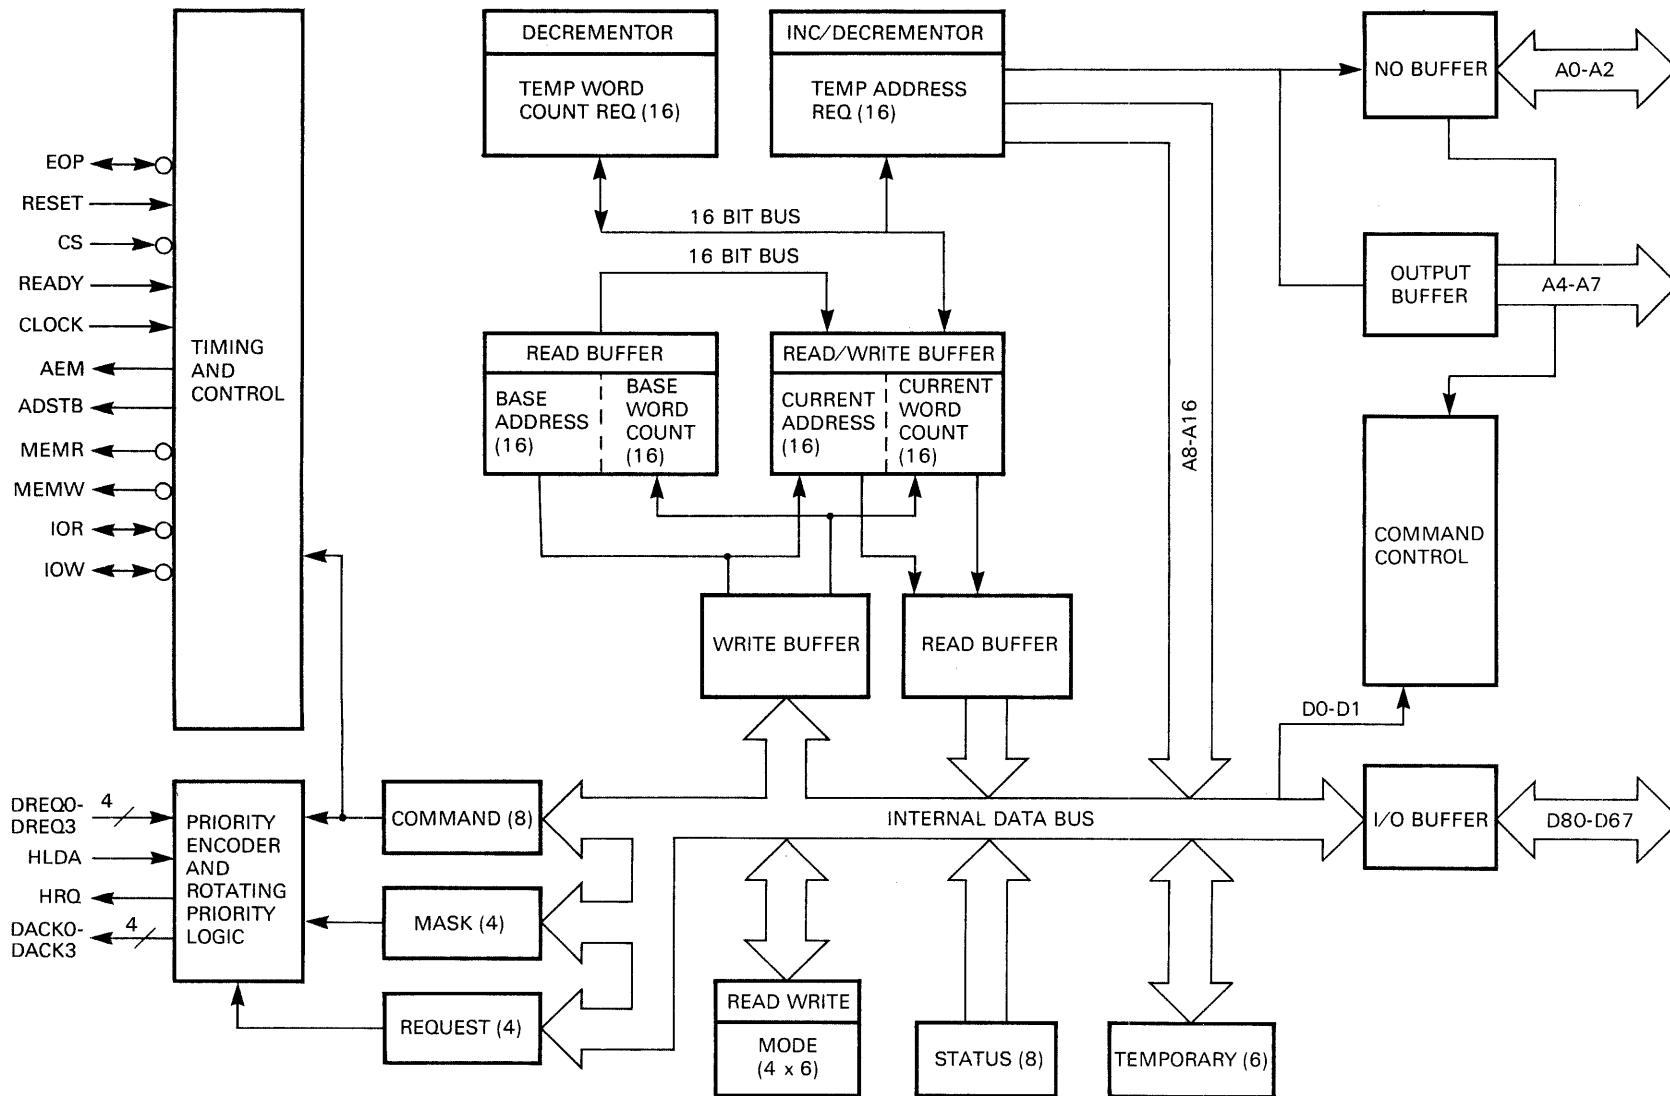 DECREMENTOR
TEMP WORD
COUNT REQ (16)
INC/DECREMENTOR
TEMP ADDRESS
REQ (16)
NO BUFFER
A0-A2
EOP
RESET
CS
READY
CLOCK
AEM
ADSTB
MEMR
MEMW
IOR
IOW
TIMING
AND
CONTROL
16 BIT BUS
16 BIT BUS
OUTPUT
BUFFER
A4-A7
READ BUFFER
BASE
ADDRESS
(16)
BASE
WORD
COUNT
(16)
READ/WRITE BUFFER
CURRENT
ADDRESS
(16)
CURRENT
WORD
COUNT
(16)
A8-A16
COMMAND
CONTROL
WRITE BUFFER
READ BUFFER
D0-D1
DREQ0-
DREQ3
4
HLDA
HRQ
DACK0-
DACK3
4
PRIORITY
ENCODER
AND
ROTATING
PRIORITY
LOGIC
COMMAND (8)
MASK (4)
REQUEST (4)
INTERNAL DATA BUS
I/O BUFFER
D80-D67
READ WRITE
MODE
(4 x 6)
STATUS (8)
TEMPORARY (6)